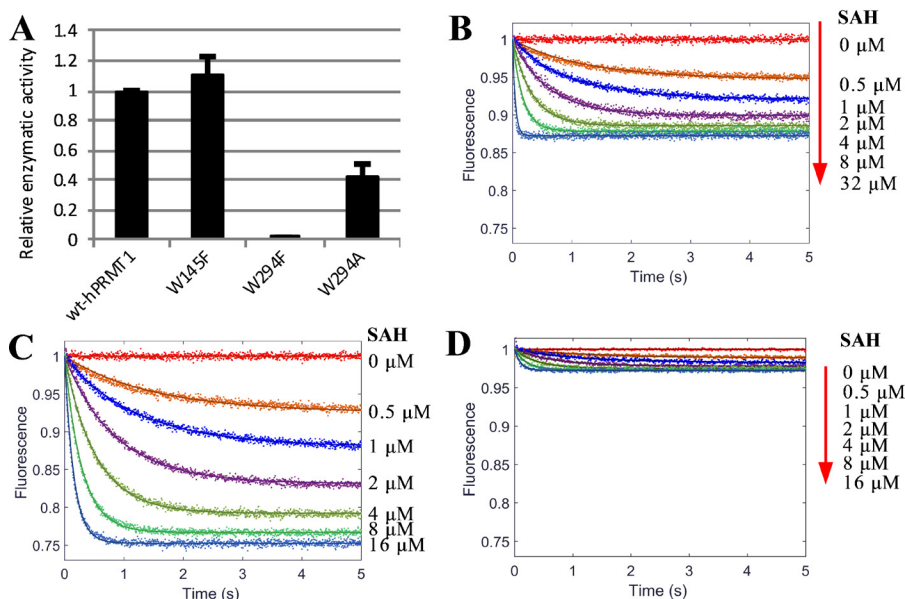 A
Relative enzymatic activity
1.4
1.2
1
0.8
0.6
0.4
0.2
0
wt-hPRMT1
W145F
W294F
W294A
B
Fluorescence
1
0.95
0.9
0.85
0.8
0.75
0 1 2 3 4 5
Time (s)
SAH
0 µM
0.5 µM
1 µM
2 µM
4 µM
8 µM
32 µM
C
Fluorescence
1
0.95
0.9
0.85
0.8
0.75
0 1 2 3 4 5
Time (s)
SAH
0 µM
0.5 µM
1 µM
2 µM
4 µM
8 µM
16 µM
D
Fluorescence
1
0.95
0.9
0.85
0.8
0.75
0 1 2 3 4 5
Time (s)
SAH
0 µM
0.5 µM
1 µM
2 µM
4 µM
8 µM
16 µM